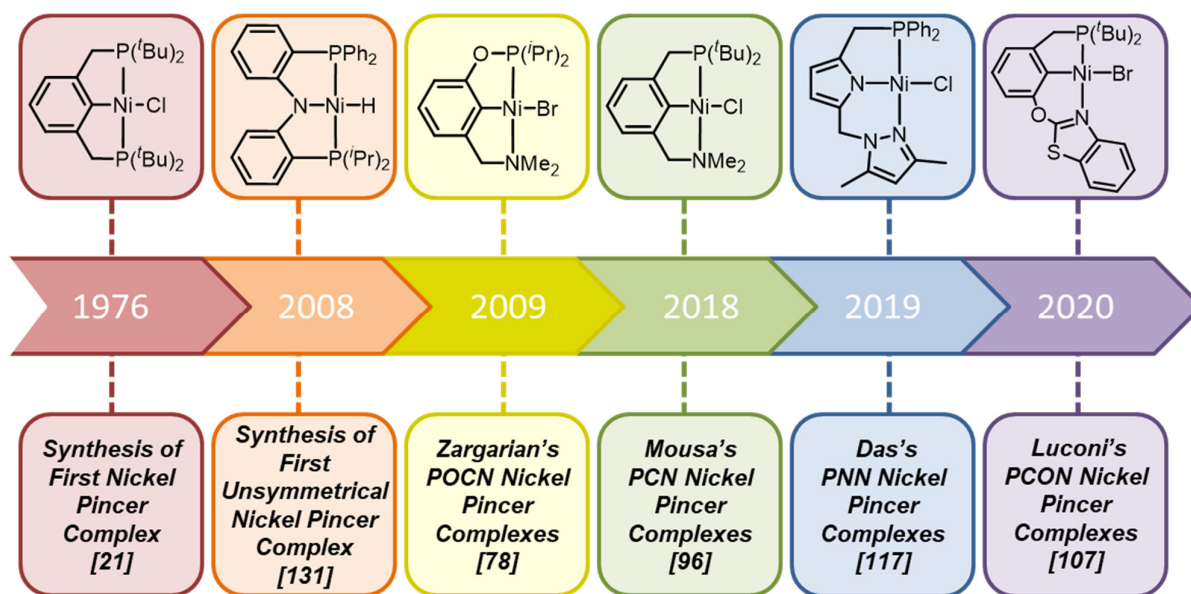 P(ᵗBu)₂
Ni-Cl
P(ᵗBu)₂
PPh₂
N-Ni-H
P(ⁱPr)₂
O
P(ⁱPr)₂
Ni-Br
NMe₂
P(ᵗBu)₂
Ni-Cl
NMe₂
PPh₂
N-Ni-Cl
N-N
P(ᵗBu)₂
Ni-Br
O
N
S
1976
2008
2009
2018
2019
2020
Synthesis of
First Nickel
Pincer
Complex
[21]
Synthesis of
First
Unsymmetrical
Nickel Pincer
Complex
[131]
Zargarian's
POCN Nickel
Pincer
Complexes
[78]
Mousa's
PCN Nickel
Pincer
Complexes
[96]
Das's
PNN Nickel
Pincer
Complexes
[117]
Luconi's
PCON Nickel
Pincer
Complexes
[107]